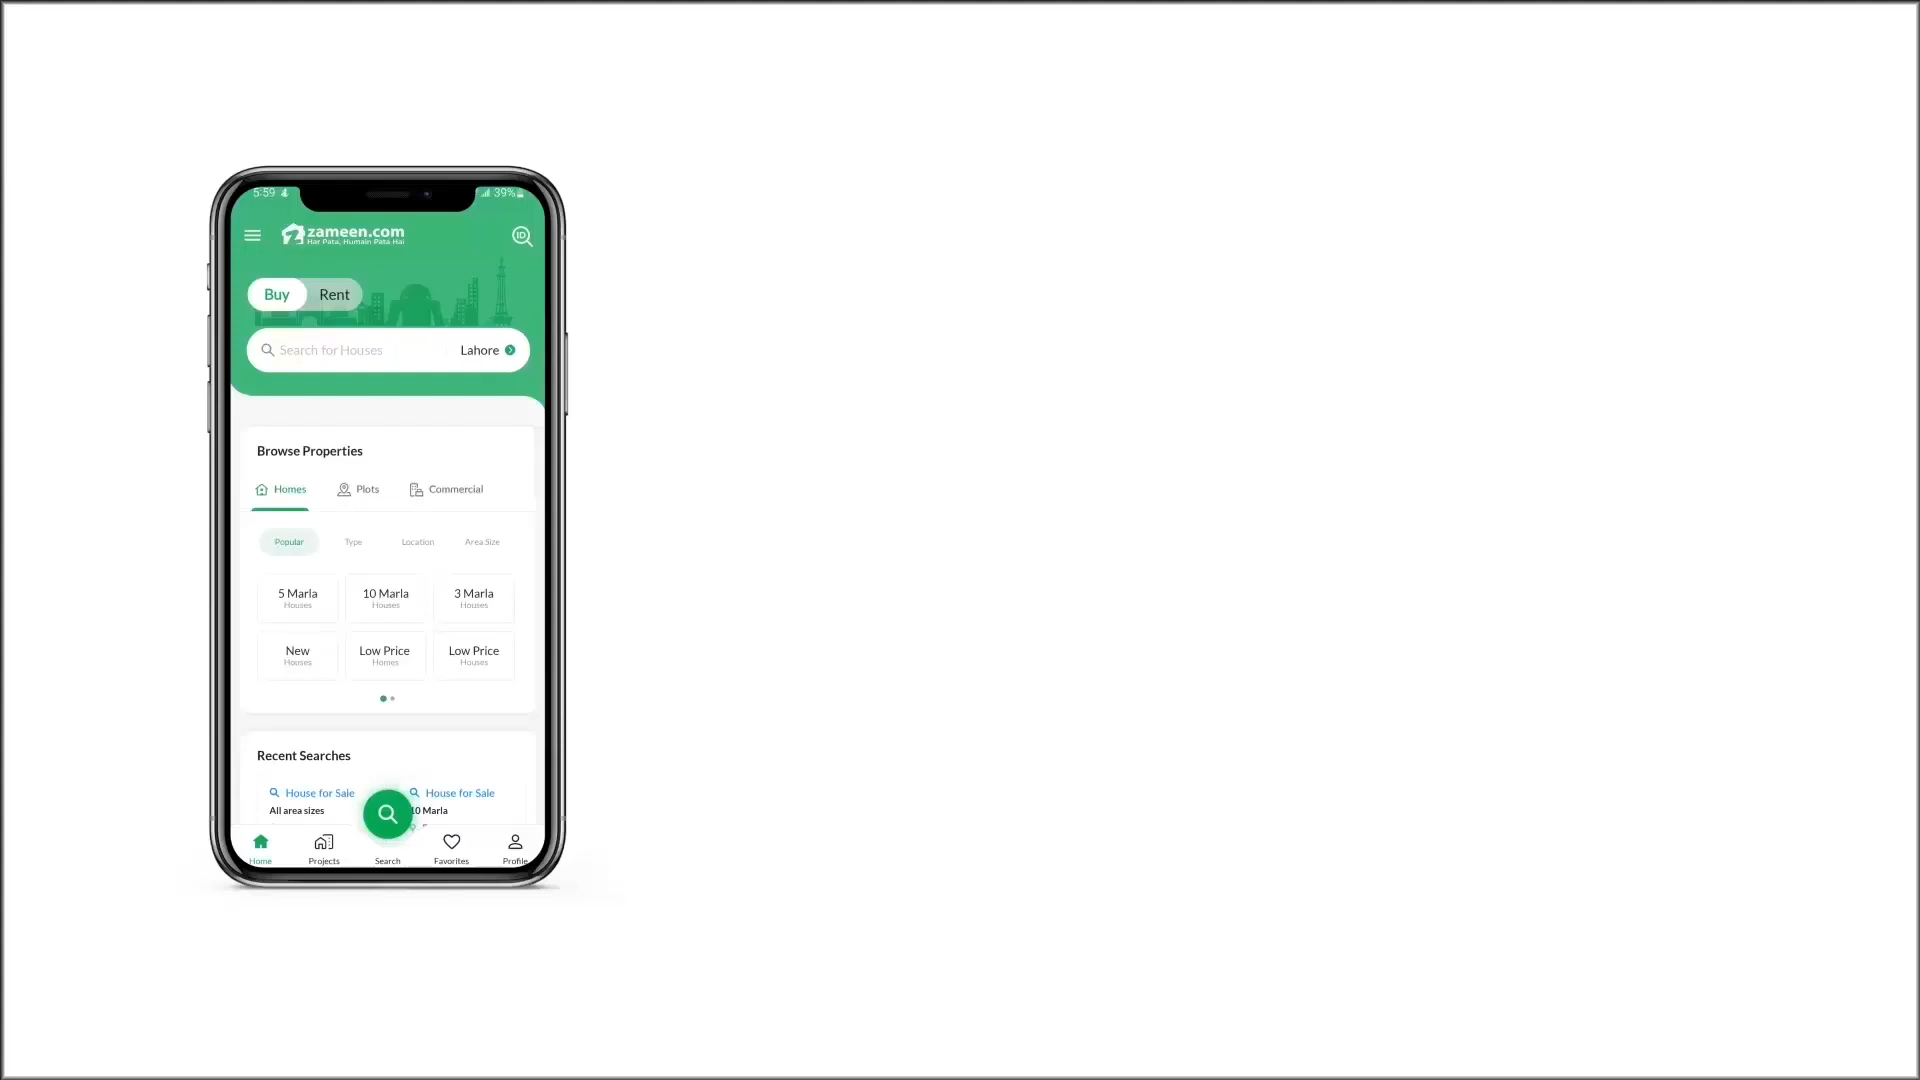 5:59
39%
zameen.com
Har Pata, Humain Pata Hai
ID
Buy Rent
Search for Houses Lahore
Browse Properties
Homes Plots Commercial
Popular Type Location Area Size
5 Marla 10 Marla 3 Marla
Houses Houses Houses
New Low Price Low Price
Houses Homes Houses
Recent Searches
House for Sale House for Sale
All area sizes 10 Marla
Home Projects Search Favorites Profile